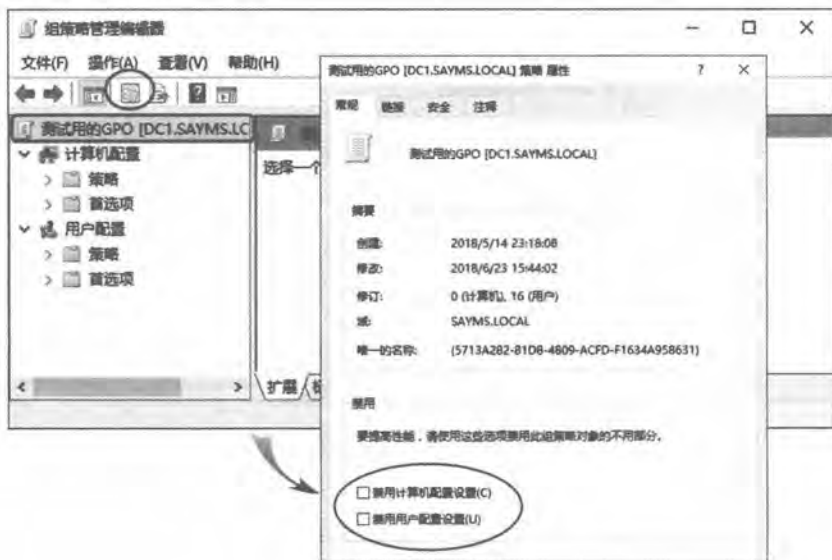 组策略管理编辑器
文件(F) 操作(A) 查看(V) 帮助(H)
测试用的GPO [DC1.SAYMS.LC
计算机配置
策略
首选项
用户配置
策略
首选项
选择一个
扩展
测试用的GPO [DC1.SAYMS.LOCAL] 策略 属性
常规 链接 安全 注释
测试用的GPO [DC1.SAYMS.LOCAL]
摘要
创建: 2018/5/14 23:18:08
修改: 2018/6/23 15:44:02
修订: 0 (计算机), 16 (用户)
域: SAYMS.LOCAL
唯一的名称: {5713A282-81D8-4809-ACFD-F1634A958631}
禁用
要提高性能，请使用这些选项禁用此组策略对象的不用部分。
禁用计算机配置设置(C)
禁用用户配置设置(U)